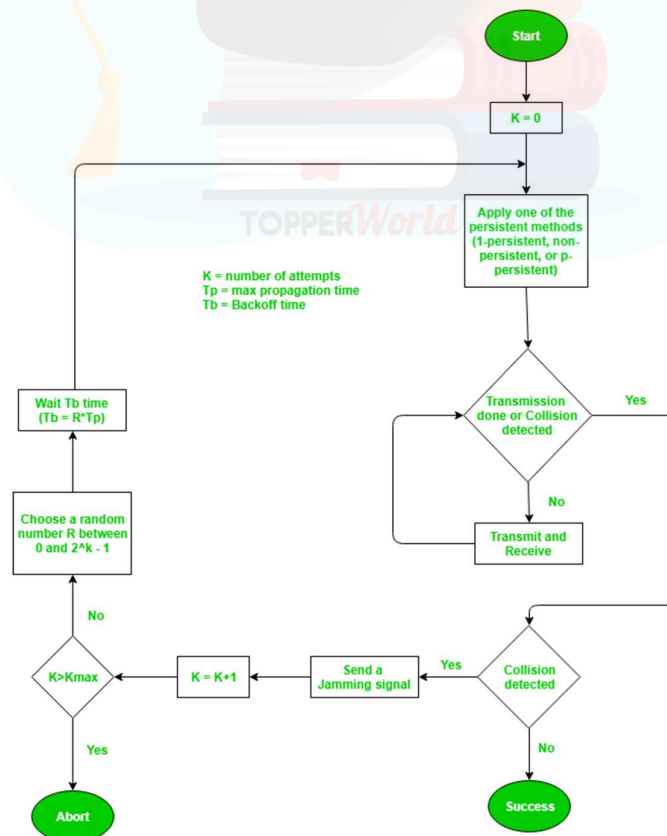 Start
K = 0
TOPPERWorld
Apply one of the
persistent methods
(1-persistent, non-
persistent, or p-
persistent)
K = number of attempts
Tp = max propagation time
Tb = Backoff time
Wait Tb time
(Tb = R*Tp)
Transmission
done or Collision
detected
Yes
No
Choose a random
number R between
0 and 2^k - 1
Transmit and
Receive
No
K>Kmax
K = K+1
Send a
Jamming signal
Yes
Collision
detected
Yes
No
Abort
Success